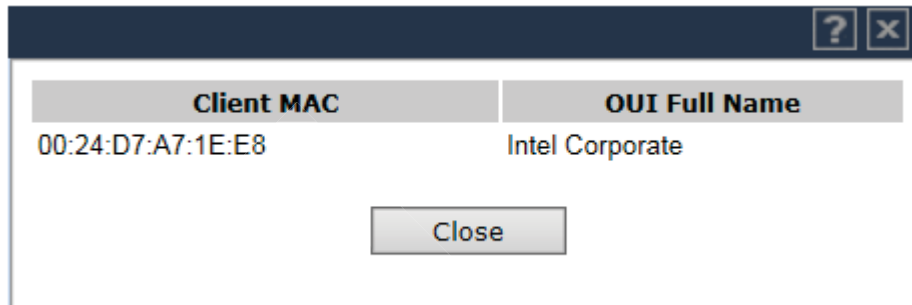 ? x
Client MAC OUI Full Name
00:24:D7:A7:1E:E8 Intel Corporate
Close